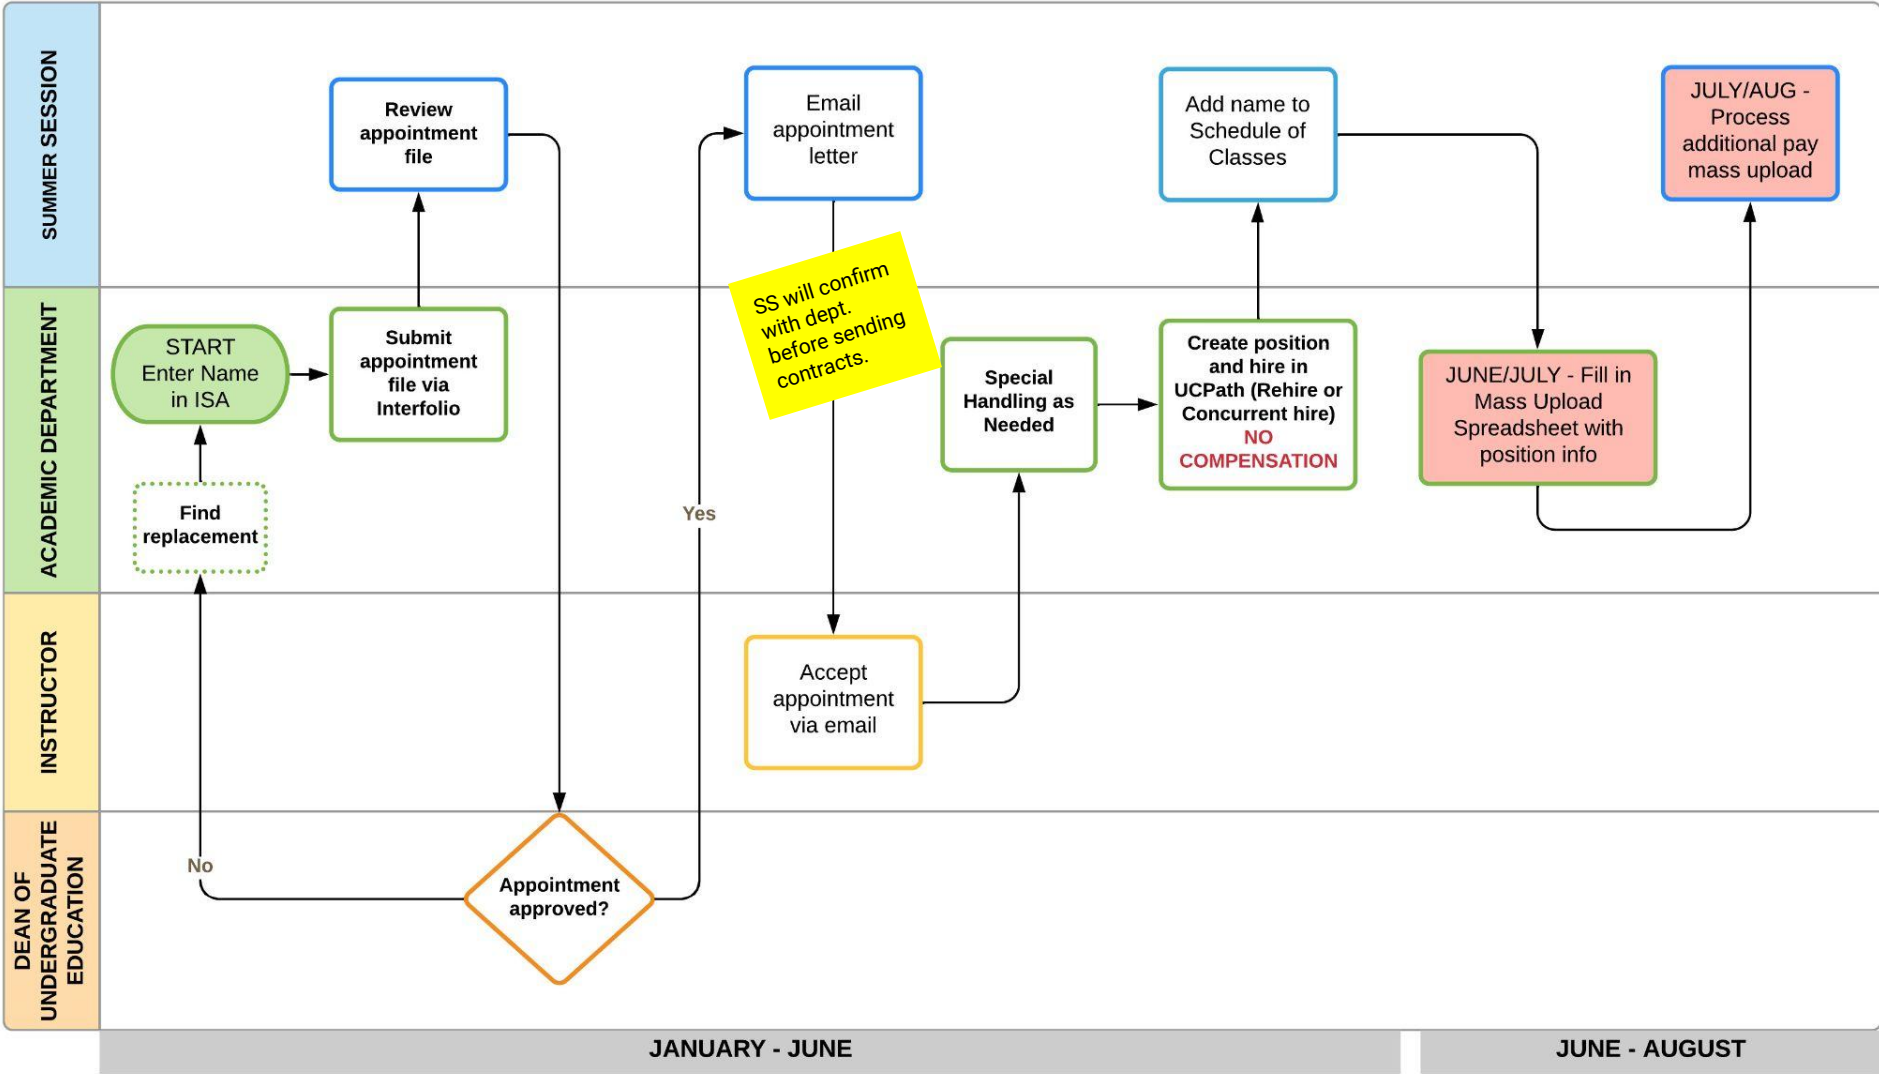 SUMMER SESSION
Review
appointment
file
Email
appointment
letter
Add name to
Schedule of
Classes
JULY/AUG -
Process
additional pay
mass upload
SS will confirm
with dept.
before sending
contracts.
ACADEMIC DEPARTMENT
START
Enter Name
in ISA
Submit
appointment
file via
Interfolio
Special
Handling as
Needed
Create position
and hire in
UCPath (Rehire or
Concurrent hire)
NO
COMPENSATION
JUNE/JULY - Fill in
Mass Upload
Spreadsheet with
position info
Find
replacement
Yes
INSTRUCTOR
Accept
appointment
via email
DEAN OF
UNDERGRADUATE
EDUCATION
No
Appointment
approved?
JANUARY - JUNE
JUNE - AUGUST